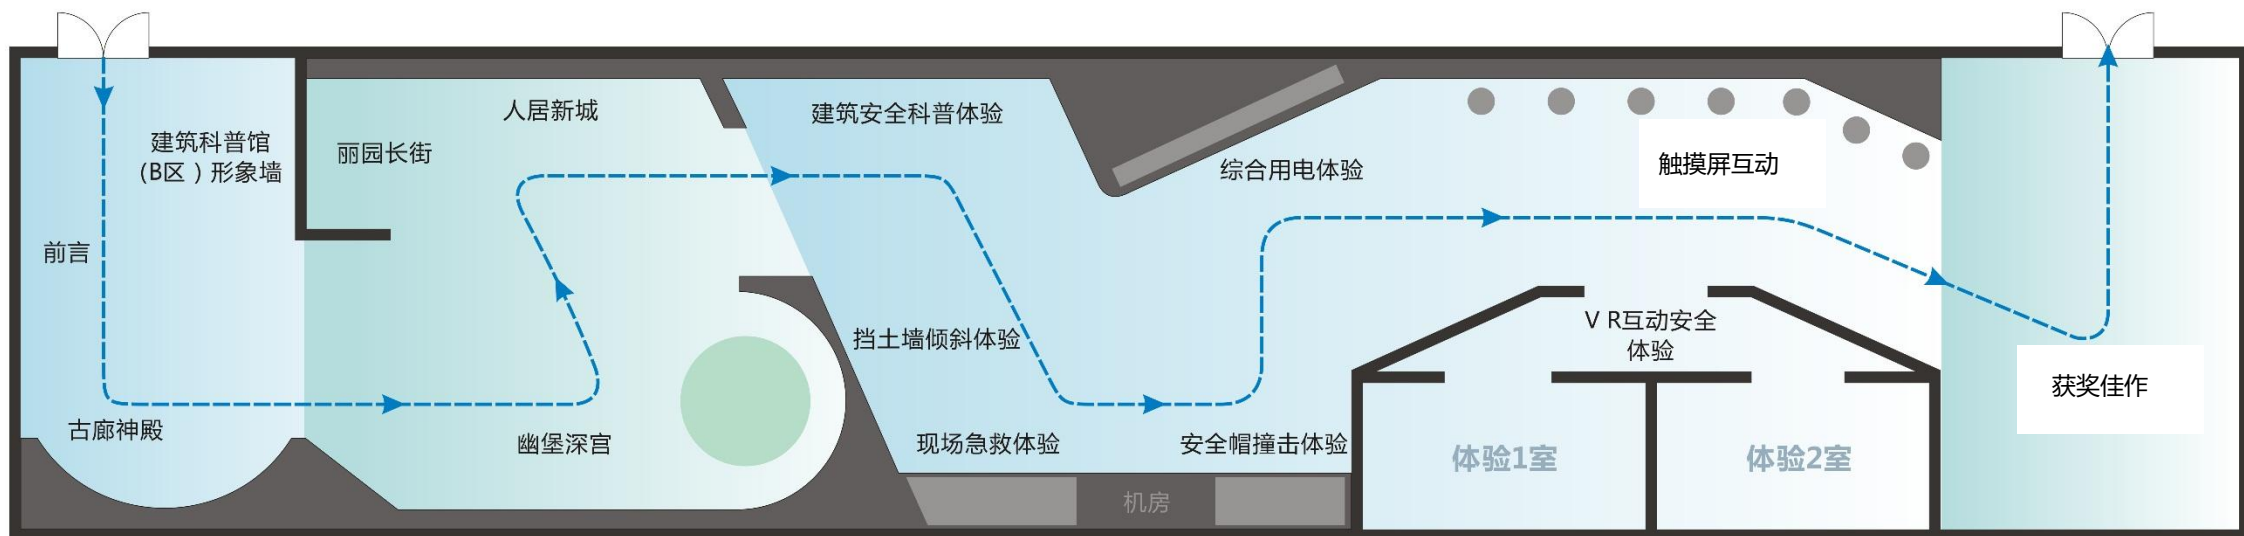 建筑科普馆
(B区）形象墙
前言
古廊神殿
丽园长街
人居新城
幽堡深宫
建筑安全科普体验
挡土墙倾斜体验
现场急救体验
安全帽撞击体验
机房
综合用电体验
触摸屏互动
V R互动安全
体验
体验1室
体验2室
获奖佳作